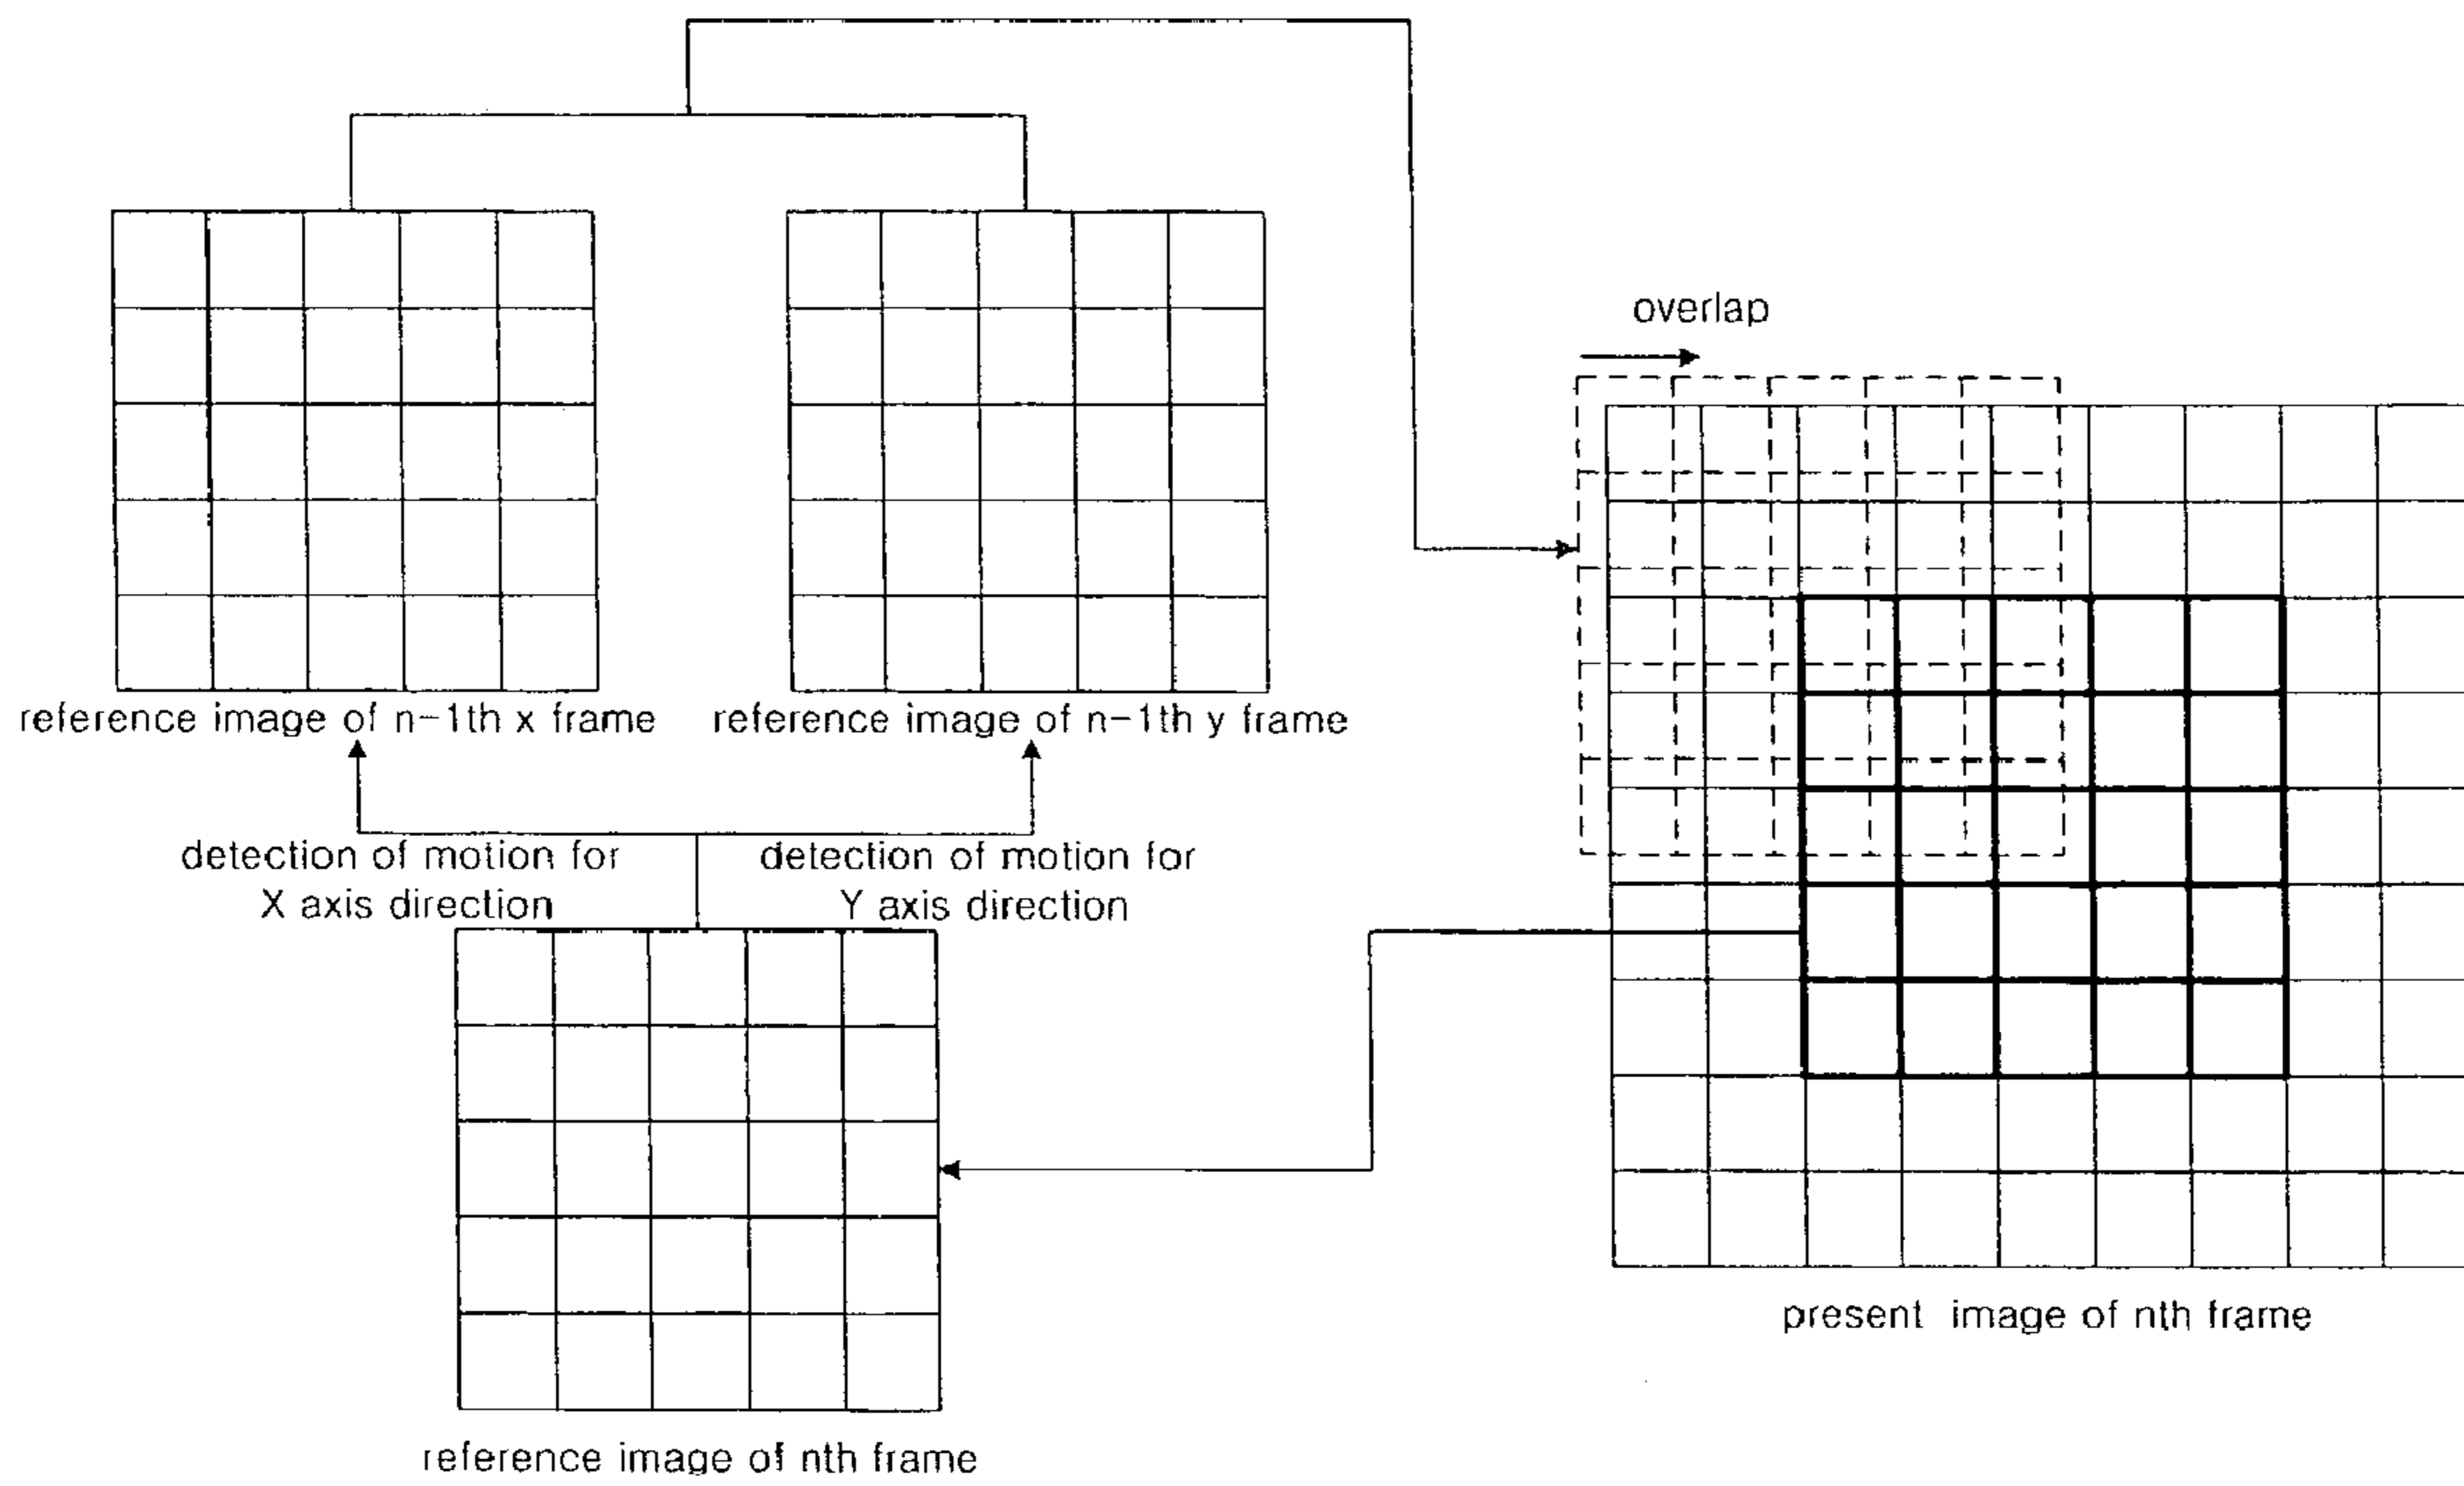 overlap
reference image of n-1th x frame
reference image of n-1th y frame
detection of motion for
X axis direction
detection of motion for
Y axis direction
present image of nth frame
reference image of nth frame